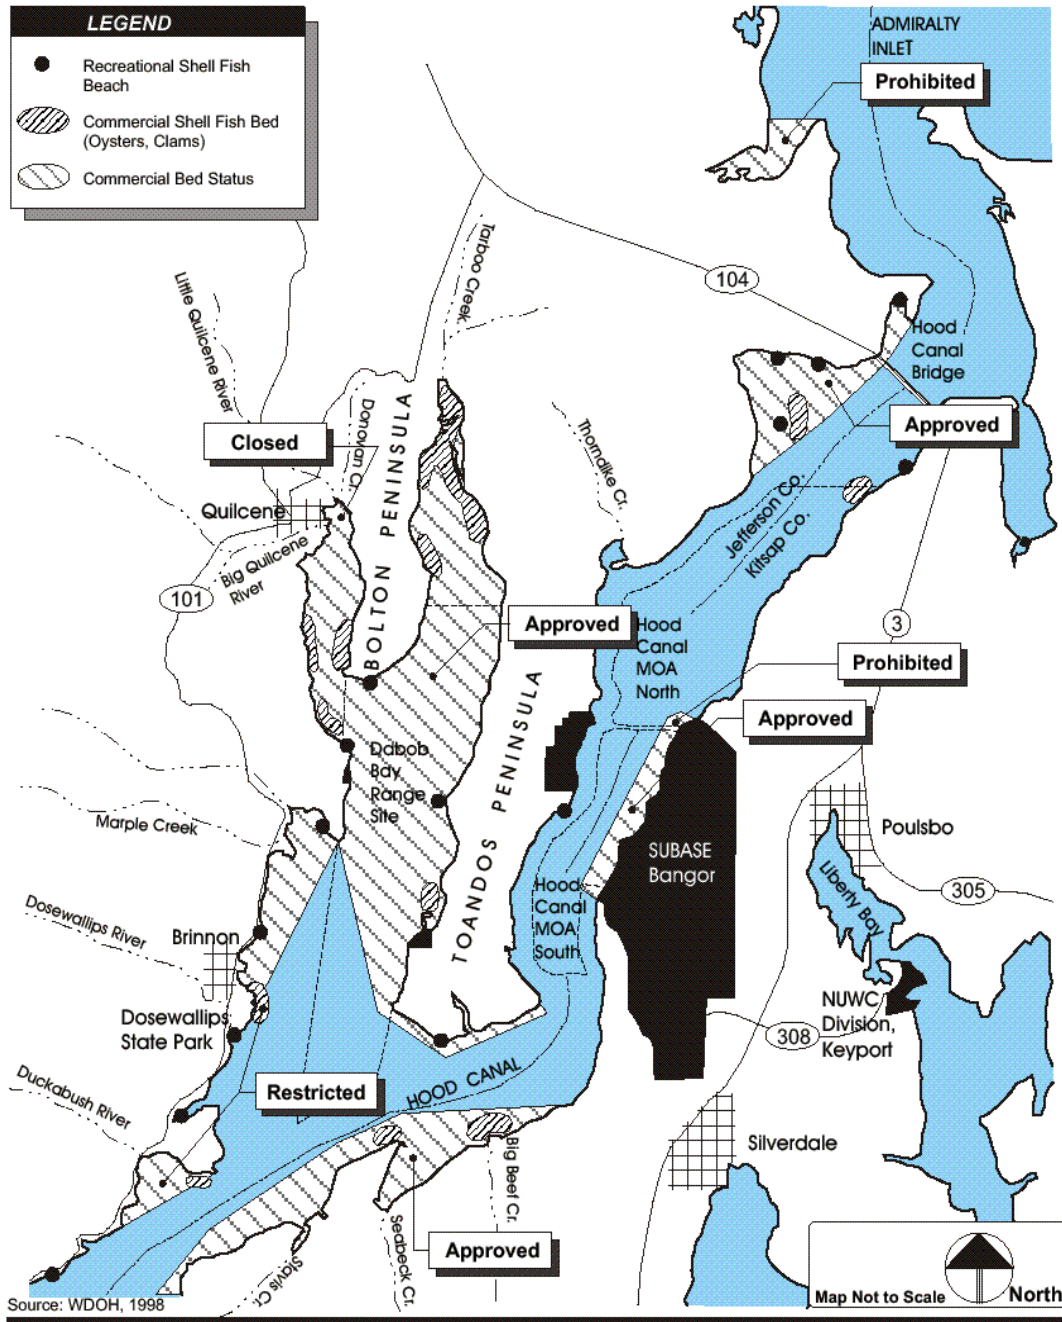 LEGEND
Recreational Shell Fish
Beach
Commercial Shell Fish Bed
(Oysters, Clams)
Commercial Bed Status
ADMIRALTY
INLET
Prohibited
Tarboo Creek
Little Quilcene River
104
Hood
Canal
Bridge
Donovan Cr.
Closed
Approved
Thorndike Cr.
Quilcene
Big Quilcene
River
BOLTON PENINSULA
Jefferson Co.
Kitsap Co.
101
Approved
3
Hood
Canal
MOA
North
Prohibited
Approved
TOANDOS PENINSULA
Dabob
Bay
Range
Site
Marple Creek
Poulsbo
SUBASE
Bangor
Liberty Bay
305
Hood
Canal
MOA
South
Dosewallips River
Brinnon
Dosewallips
State Park
NUWC
Division,
Keyport
308
Duckabush River
Restricted
HOOD CANAL
Silverdale
Big Beef Cr.
Seabeck Cr.
Stavis Cr.
Approved
Map Not to Scale
North
Source: WDOH, 1998